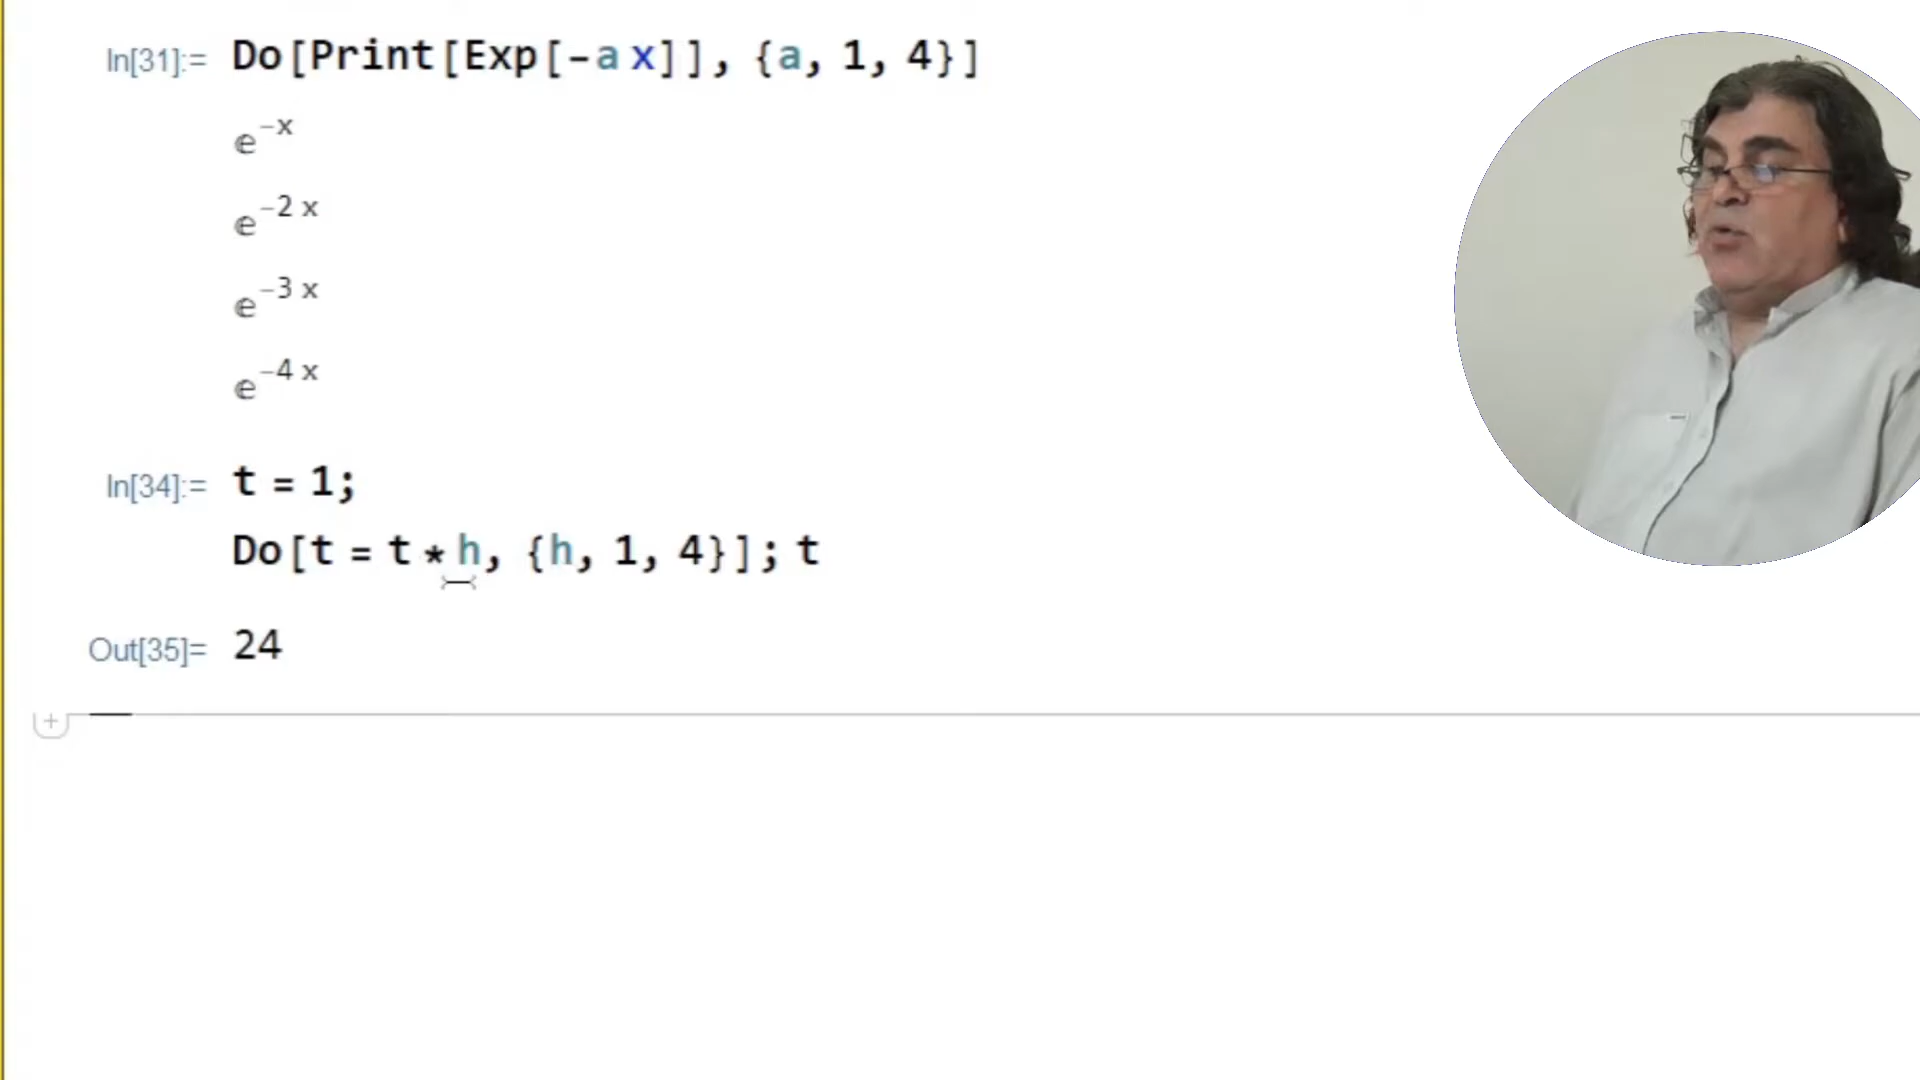 In[31]:= Do[Print[Exp[-a x]], {a, 1, 4}]
e^-x
e^-2 x
e^-3 x
e^-4 x
In[34]:= t = 1;
Do[t = t * h, {h, 1, 4}]; t
Out[35]= 24